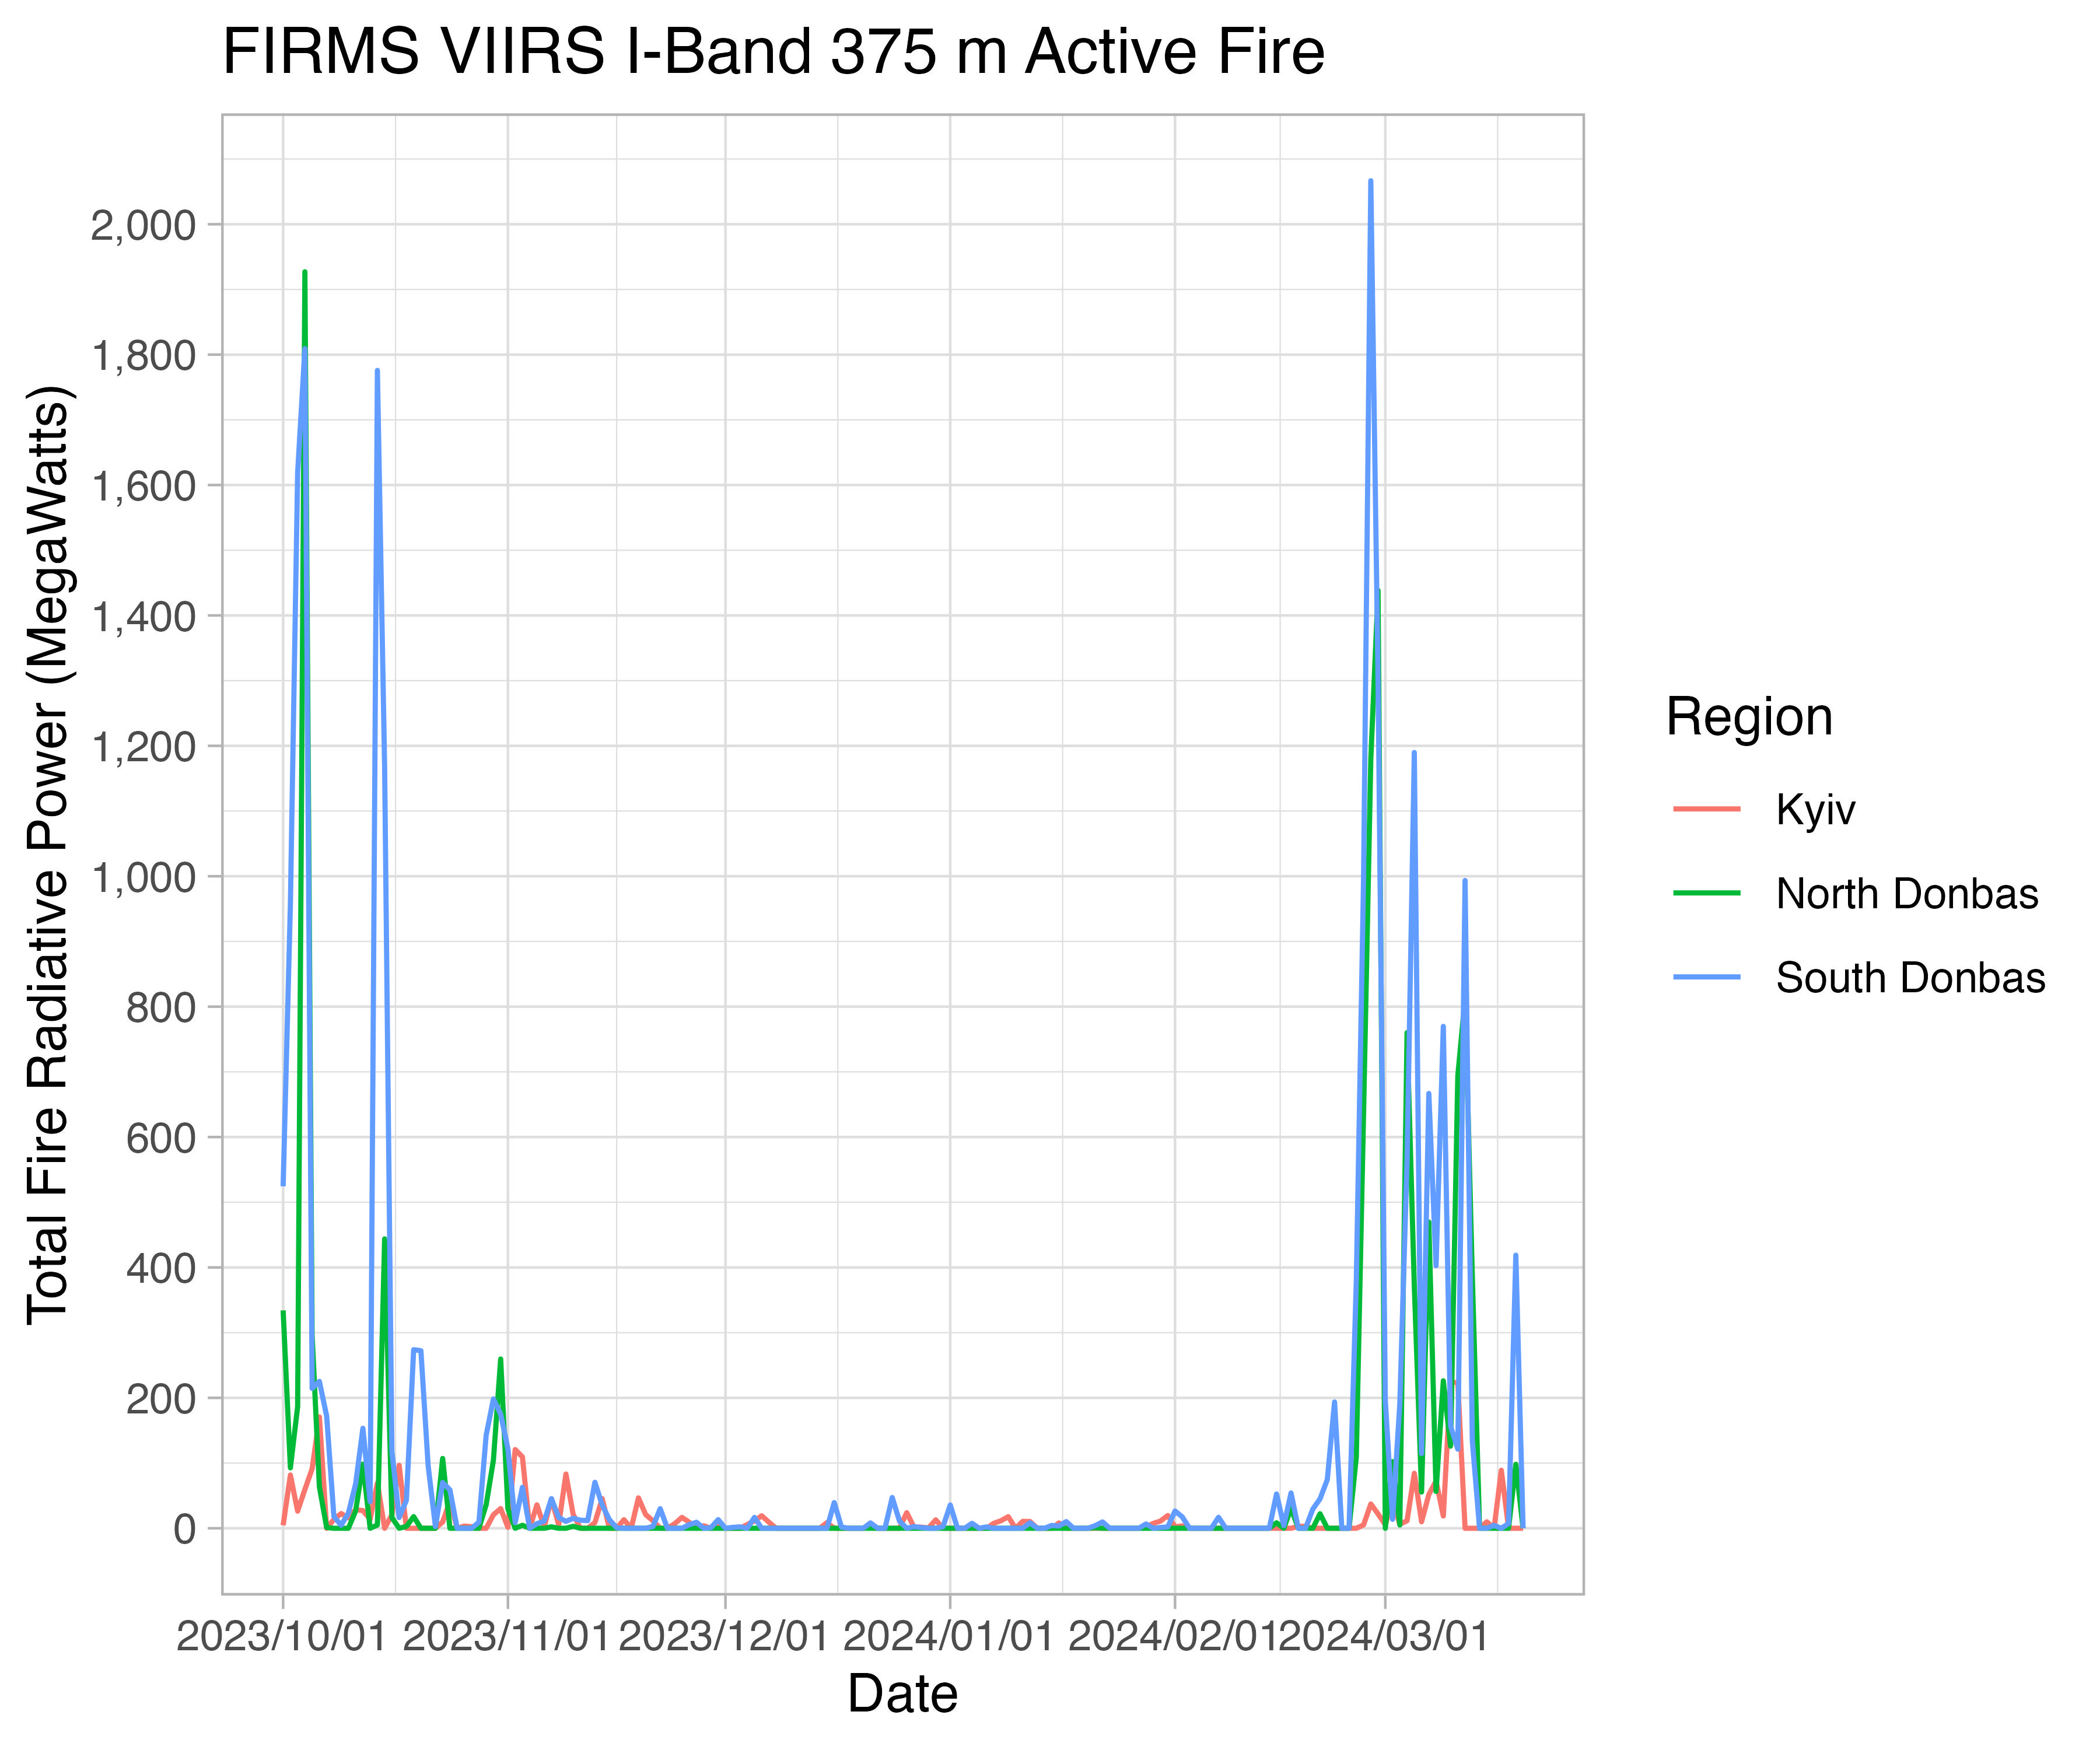 FIRMS VIIRS I-Band 375 m Active Fire
Total Fire Radiative Power (MegaWatts)
2,000
1,800
1,600
1,400
1,200
1,000
800
600
400
200
0
2023/10/01 2023/11/01 2023/12/01 2024/01/01 2024/02/01 2024/03/01
Date
Region
Kyiv
North Donbas
South Donbas